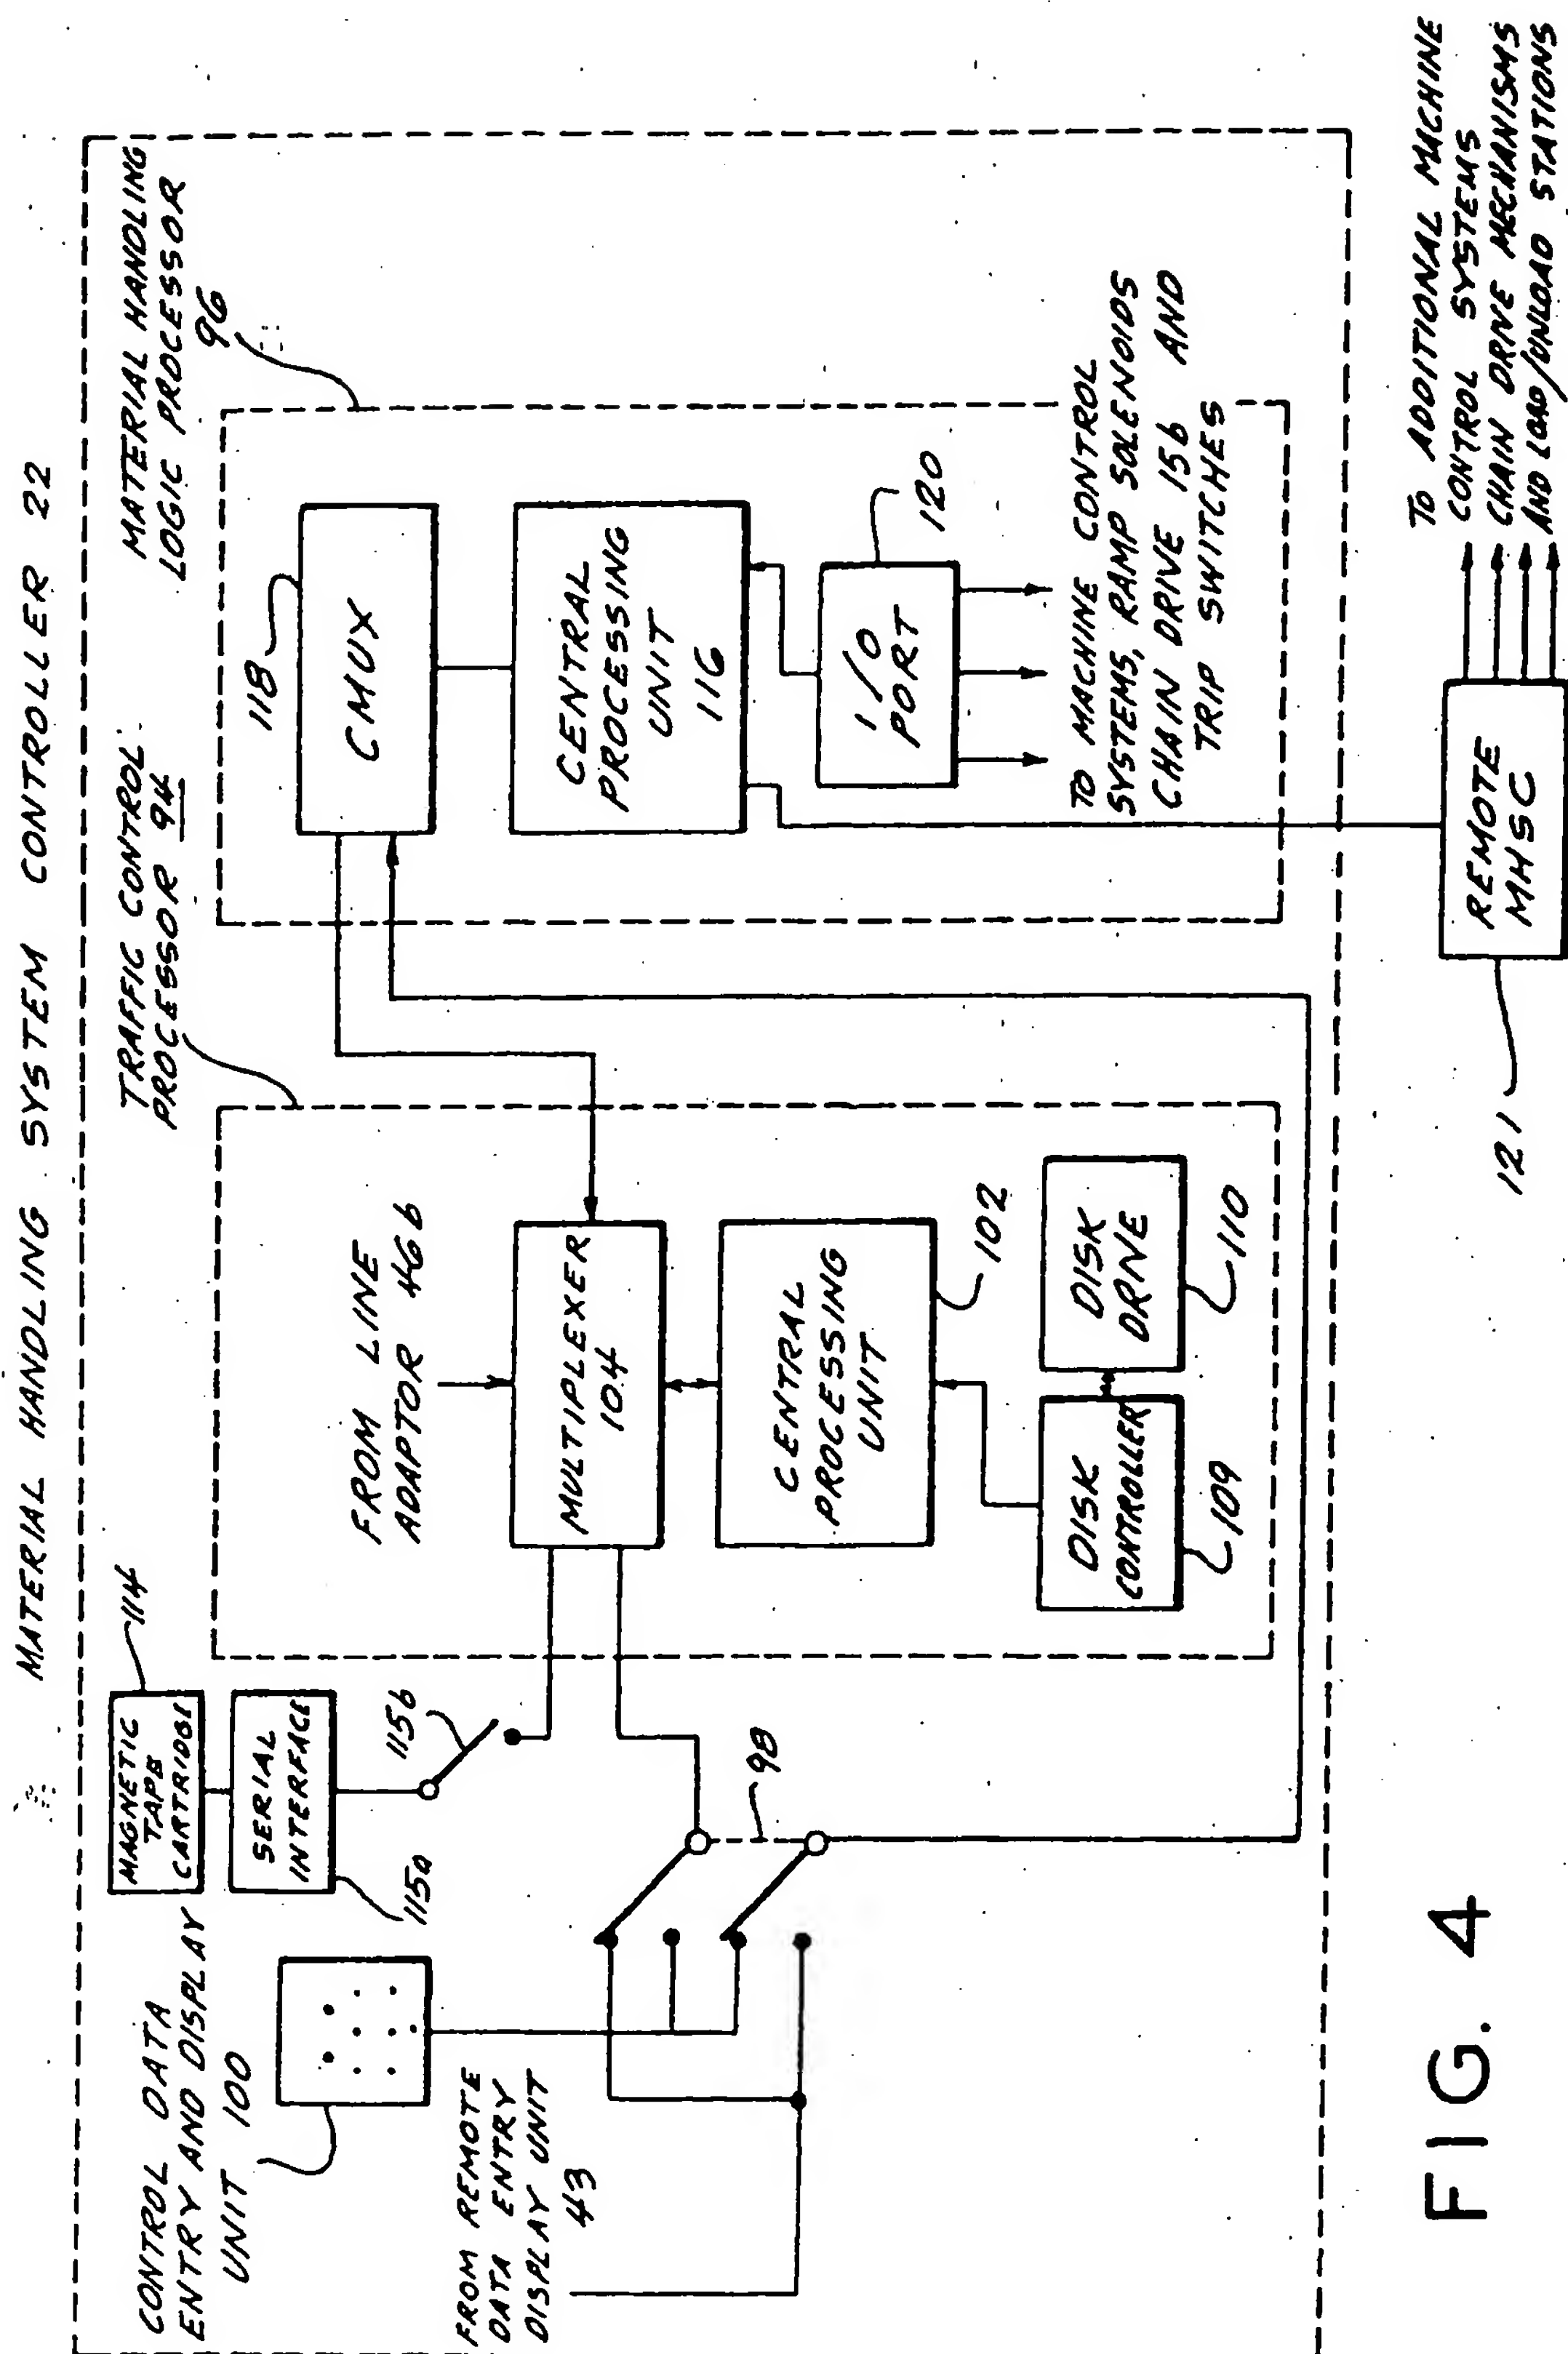 MATERIAL HANDLING SYSTEM CONTROLLER 22
CONTROL DATA
ENTRY AND DISPLAY
UNIT 100
MAGNETIC
TAPE
CARTRIDGE
114
SERIAL
INTERFACE
115a
115b
TRAFFIC CONTROL
PROCESSOR 94
MATERIAL HANDLING
LOGIC PROCESSOR
96
FROM REMOTE
DATA ENTRY
DISPLAY UNIT
43
98
FROM LINE
ADAPTOR 46b
MULTIPLEXER
104
CENTRAL
PROCESSING
UNIT
102
DISK
CONTROLLER
109
DISK
DRIVE
110
118
CMUX
CENTRAL
PROCESSING
UNIT
116
I/O
PORT
120
TO MACHINE CONTROL
SYSTEMS, RAMP SOLENOIDS
CHAIN DRIVE 15b AND
TRIP SWITCHES
REMOTE
MHSC
121
TO ADDITIONAL MACHINE
CONTROL SYSTEMS
CHAIN DRIVE MECHANISMS
AND LOAD/UNLOAD STATIONS
FIG. 4